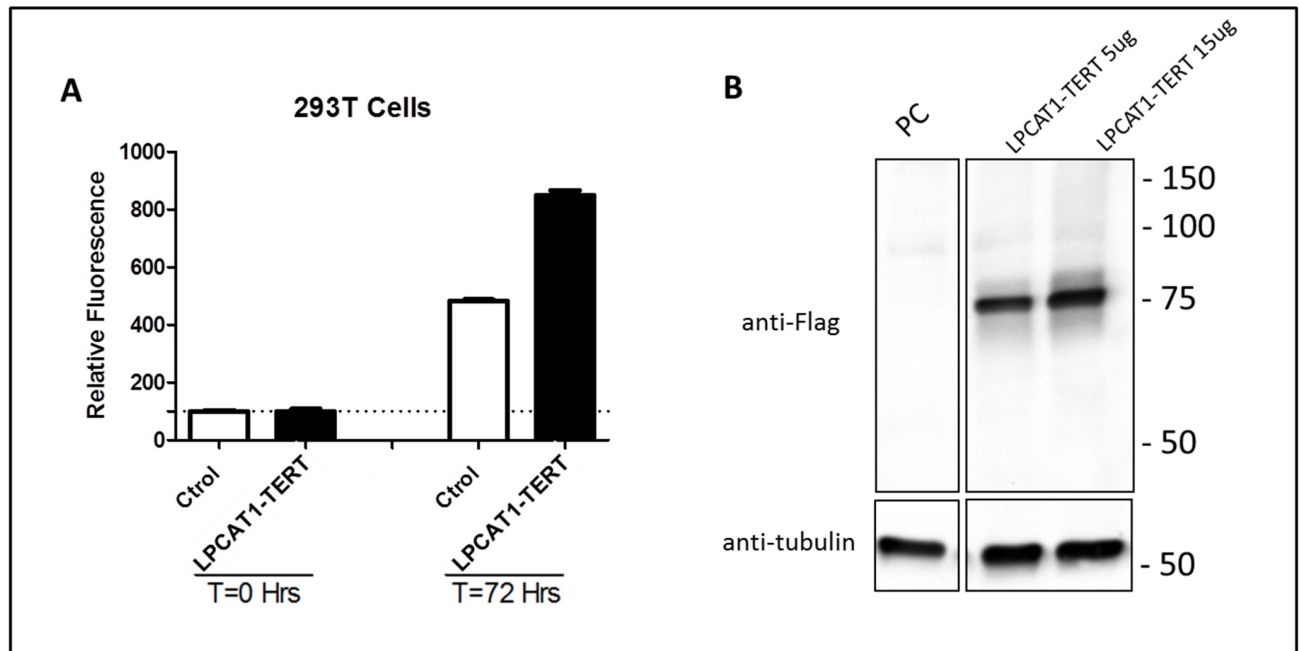 A
293T Cells
Relative Fluorescence
1000
800
600
400
200
0
Ctrol
LPCAT1-TERT
Ctrol
LPCAT1-TERT
T=0 Hrs
T=72 Hrs
B
PC
LPCAT1-TERT 5ug
LPCAT1-TERT 15ug
- 150
- 100
- 75
- 50
anti-Flag
anti-tubulin
- 50